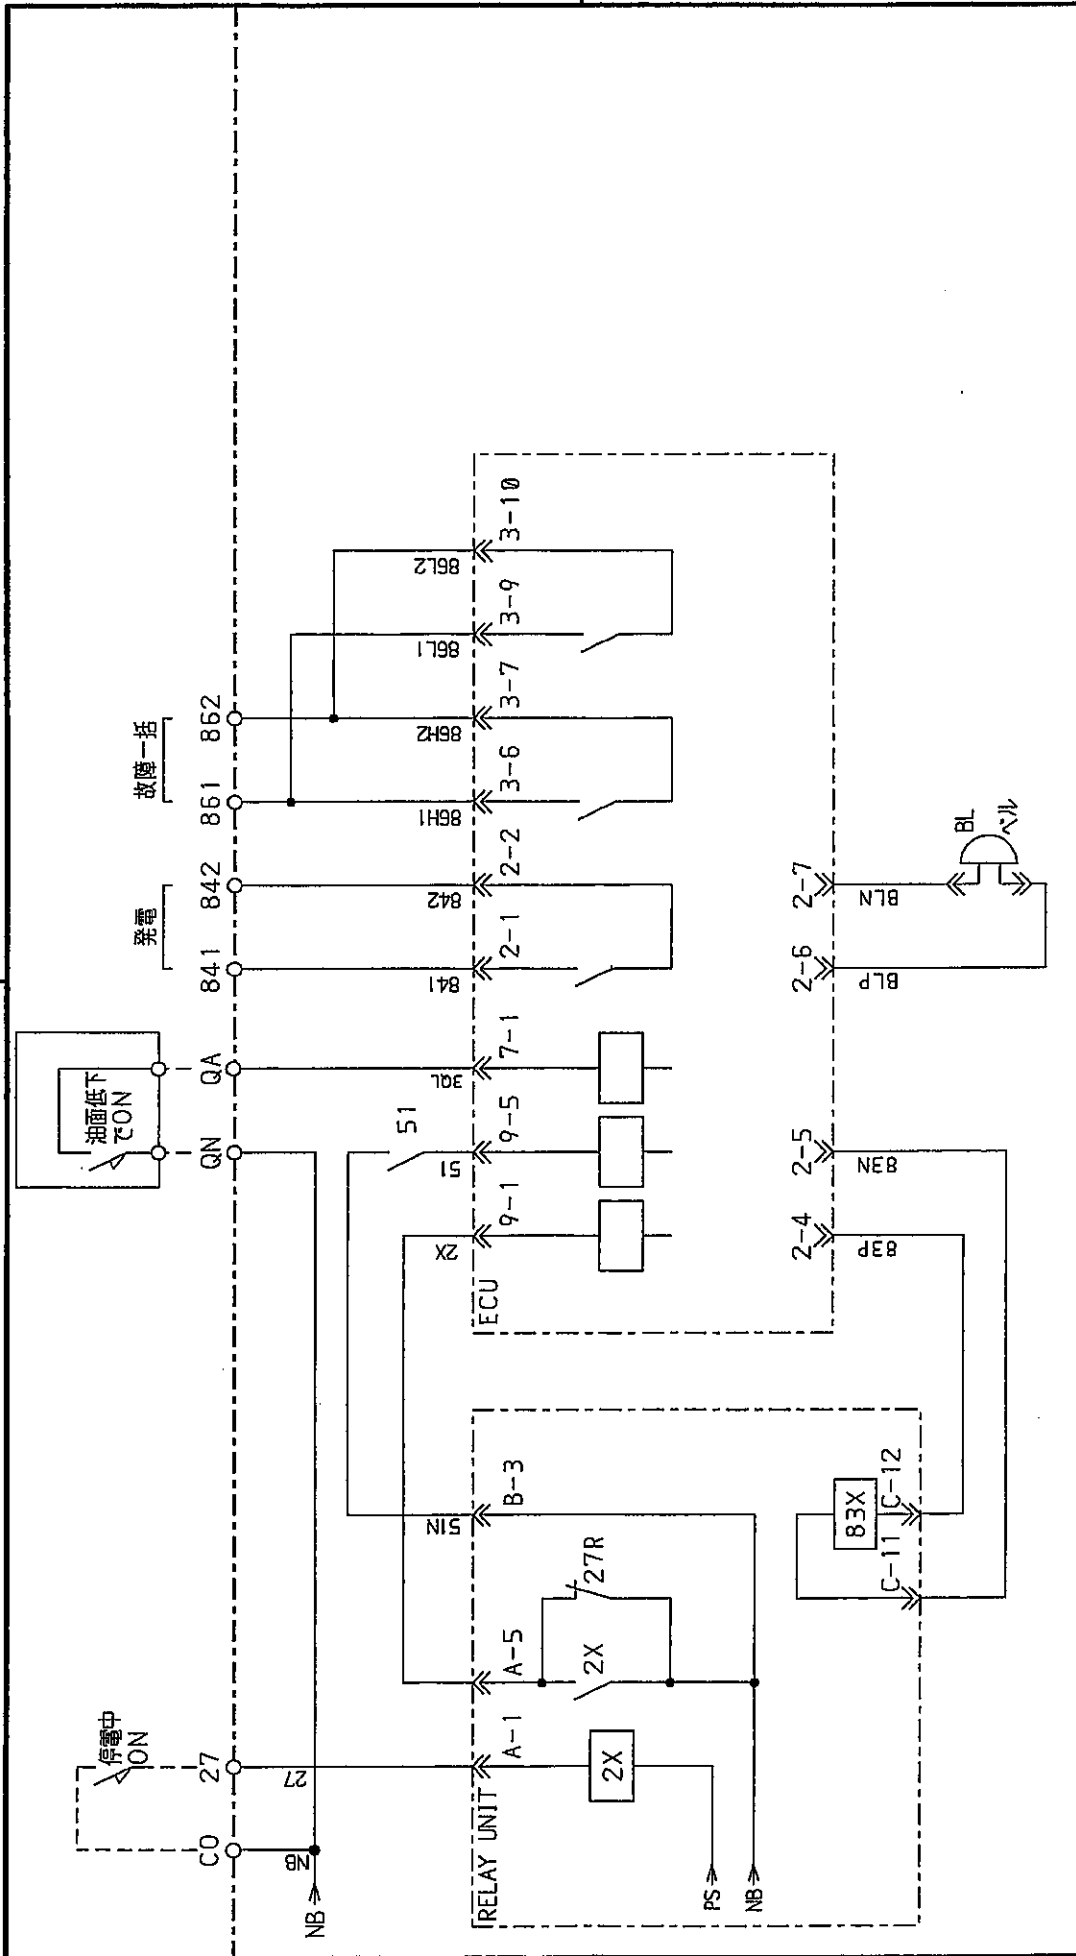 停電中
ON
CO
27
油面低下
でON
QN
QA
発電
841
842
故障一括
861
862
NB
NB
27
51N
2X
51
3QL
841
842
86H1
86H2
86L1
86L2
RELAY UNIT
A-1
A-5
B-3
2X
2X
27R
83X
C-11
C-12
PS
NB
51
ECU
9-1
9-5
7-1
2-1
2-2
3-6
3-7
3-9
3-10
2-4
2-5
2-6
2-7
83P
83N
BLP
BLN
BL
ベル